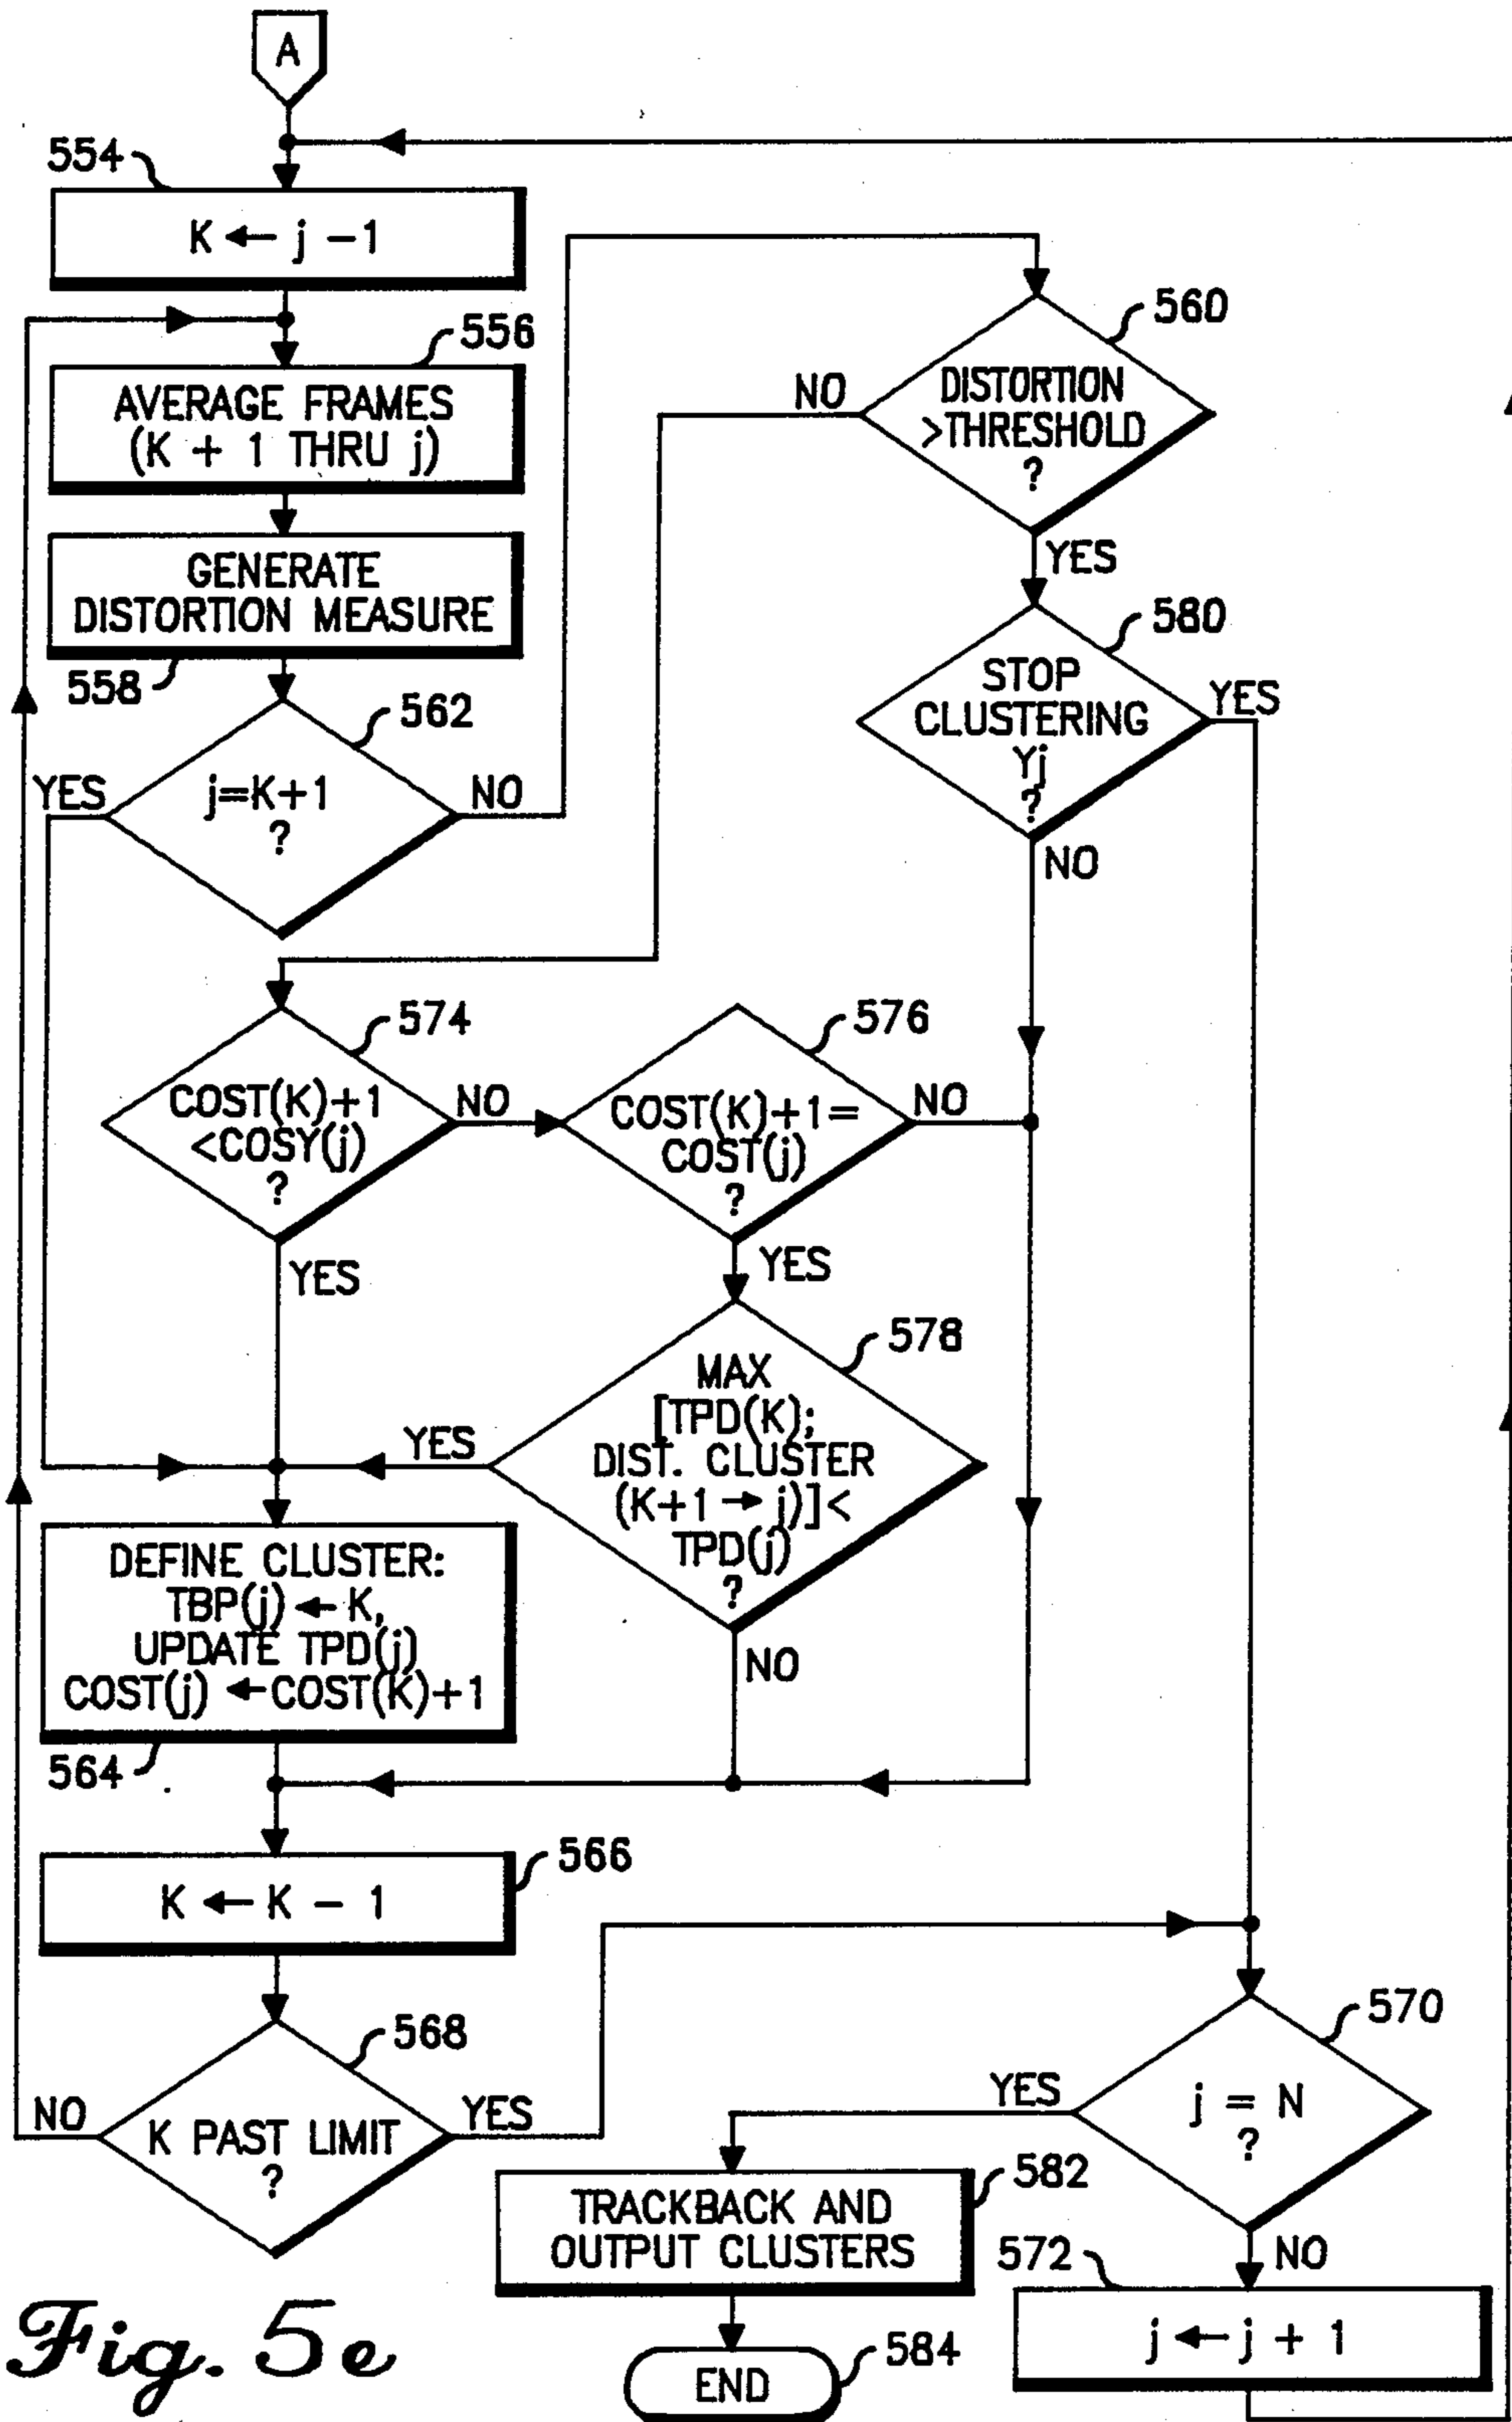 A
554
K ← j -1
556
AVERAGE FRAMES
(K + 1 THRU j)
GENERATE
DISTORTION MEASURE
558
562
YES
j=K+1
?
NO
560
NO
DISTORTION
>THRESHOLD
?
YES
580
STOP
CLUSTERING
Yj
?
YES
NO
574
COST(K)+1
<COSY(j)
?
NO
YES
576
COST(K)+1=
COST(j)
?
NO
YES
578
MAX
[TPD(K);
DIST. CLUSTER
(K+1 → j)]<
TPD(j)
?
YES
NO
DEFINE CLUSTER:
TBP(j) ← K,
UPDATE TPD(j)
COST(j) ← COST(K)+1
564
566
K ← K - 1
568
NO
K PAST LIMIT
?
YES
570
YES
j = N
?
NO
582
TRACKBACK AND
OUTPUT CLUSTERS
572
j ← j + 1
584
END
Fig. 5e